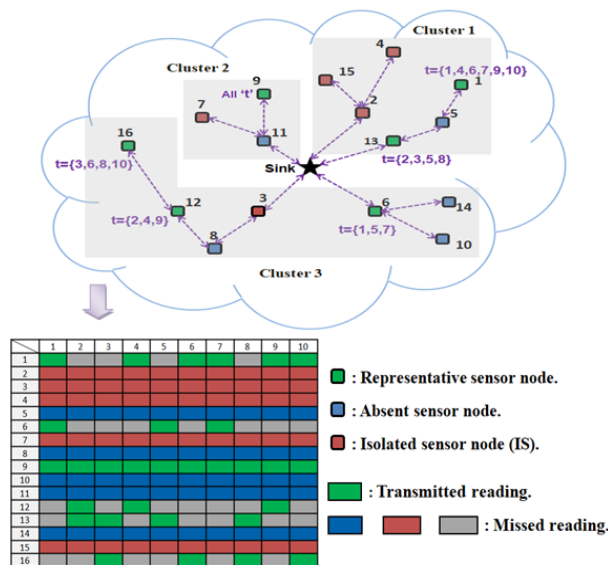 Cluster 1
4
Cluster 2
15
t={1,4,6,7,9,10}
9
1
7
All 't'
2
5
16
11
13
t={3,6,8,10}
Sink
t={2,3,5,8}
12
3
6
14
t={2,4,9}
t={1,5,7}
8
10
Cluster 3
1 2 3 4 5 6 7 8 9 10
1
2
3
4
5
6
7
8
9
10
11
12
13
14
15
16
: Representative sensor node.
: Absent sensor node.
: Isolated sensor node (IS).
: Transmitted reading.
: Missed reading.